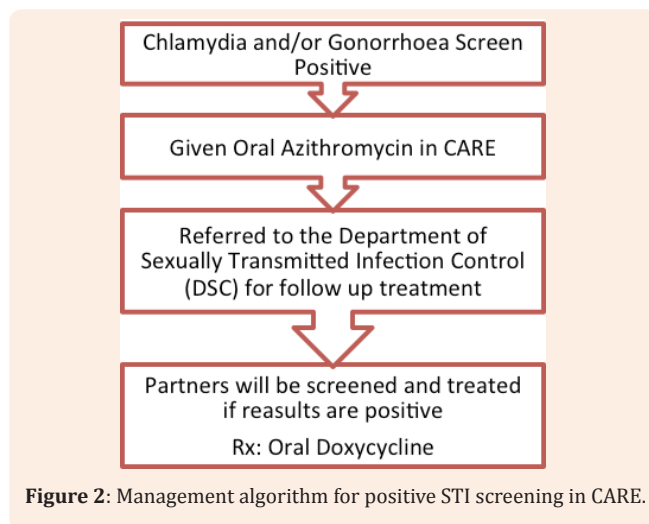 Chlamydia and/or Gonorrhoea Screen
Positive
Given Oral Azithromycin in CARE
Referred to the Department of
Sexually Transmitted Infection Control
(DSC) for follow up treatment
Partners will be screened and treated
if reasults are positive
Rx: Oral Doxycycline
Figure 2: Management algorithm for positive STI screening in CARE.